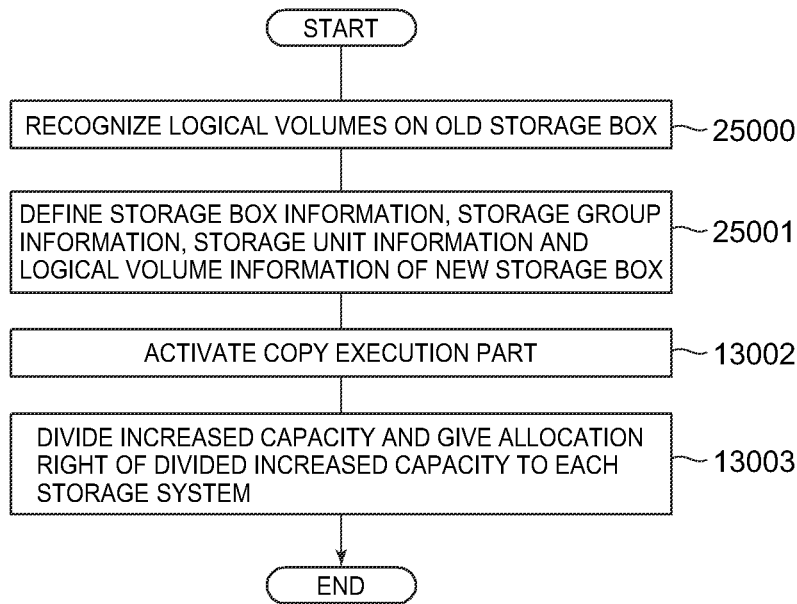 START
RECOGNIZE LOGICAL VOLUMES ON OLD STORAGE BOX
25000
DEFINE STORAGE BOX INFORMATION, STORAGE GROUP
INFORMATION, STORAGE UNIT INFORMATION AND
LOGICAL VOLUME INFORMATION OF NEW STORAGE BOX
25001
ACTIVATE COPY EXECUTION PART
13002
DIVIDE INCREASED CAPACITY AND GIVE ALLOCATION
RIGHT OF DIVIDED INCREASED CAPACITY TO EACH
STORAGE SYSTEM
13003
END